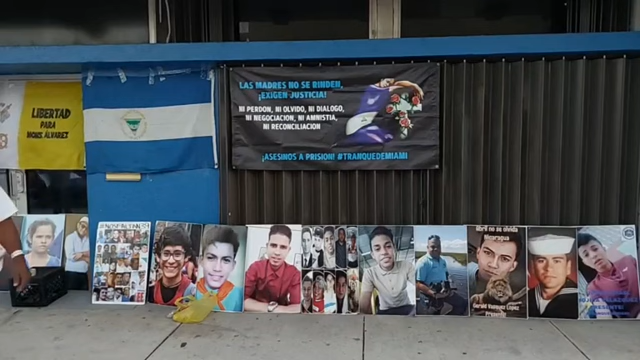 LIBERTAD
PARA
MONS ÁLVAREZ
LAS MADRES NO SE RINDEN,
¡EXIGEN JUSTICIA!
NI PERDON, NI OLVIDO, NI DIALOGO,
NI NEGOCIACION, NI AMNISTIA,
NI RECONCILIACION
¡ASESINOS A PRISION! #TRANQUEDEMIAMI
Abril no se olvida
Nicaragua